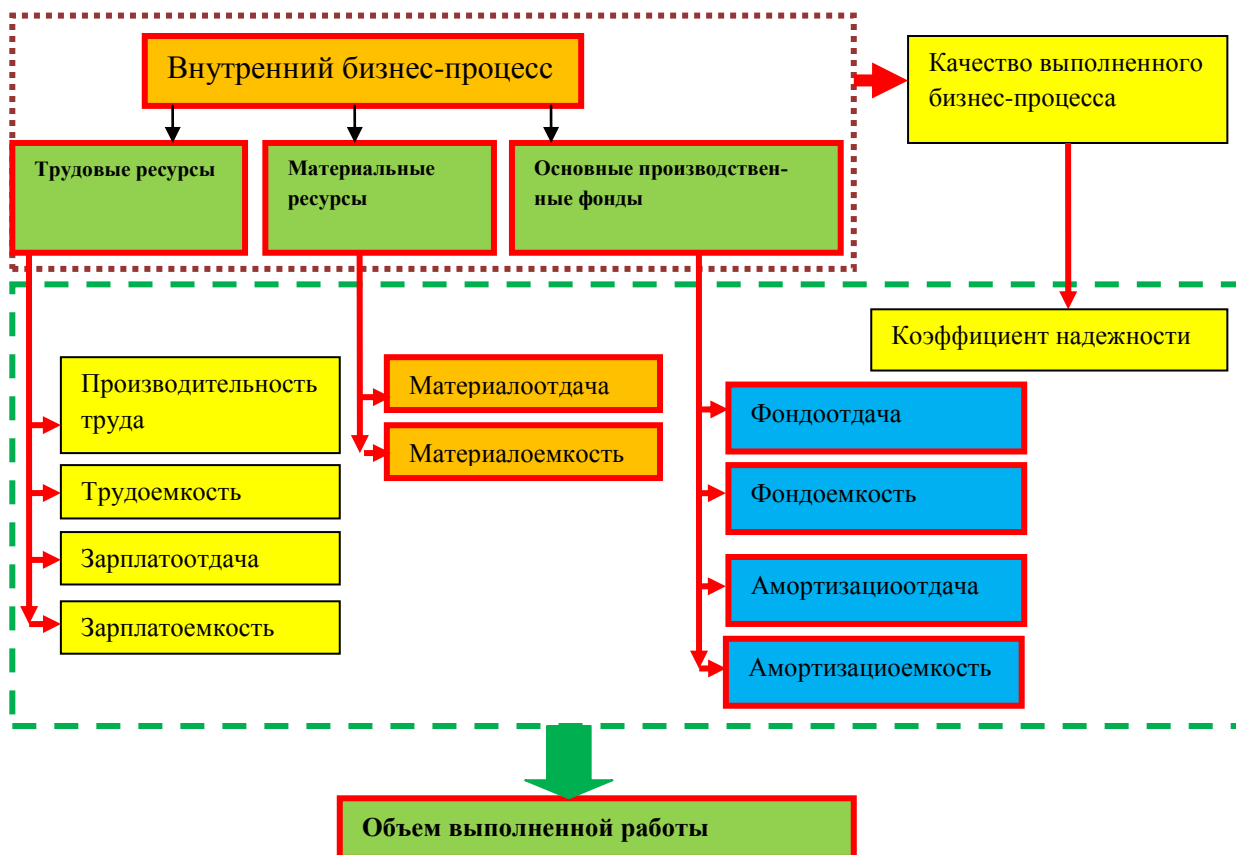 Внутренний бизнес-процесс
Качество выполненного
бизнес-процесса
Трудовые ресурсы
Материальные
ресурсы
Основные производствен-
ные фонды
Коэффициент надежности
Производительность
труда
Трудоемкость
Зарплатоотдача
Зарплатоемкость
Материалоотдача
Материалоемкость
Фондоотдача
Фондоемкость
Амортизациоотдача
Амортизациоемкость
Объем выполненной работы